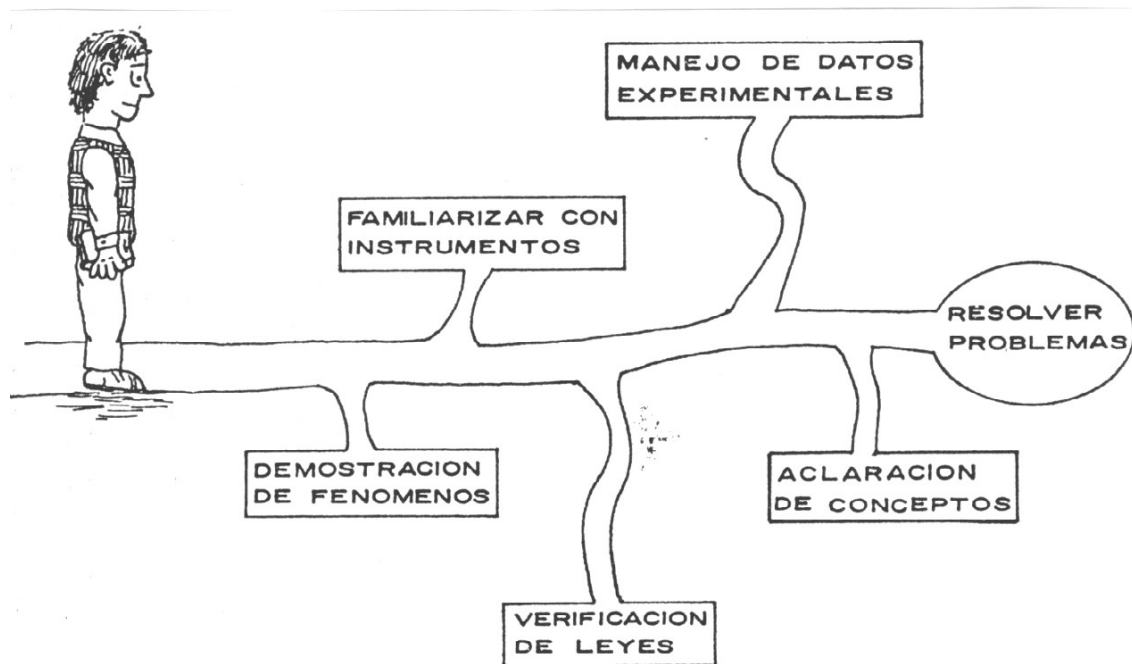 MANEJO DE DATOS
EXPERIMENTALES
FAMILIARIZAR CON
INSTRUMENTOS
RESOLVER
PROBLEMAS
DEMOSTRACION
DE FENOMENOS
ACLARACION
DE CONCEPTOS
VERIFICACION
DE LEYES